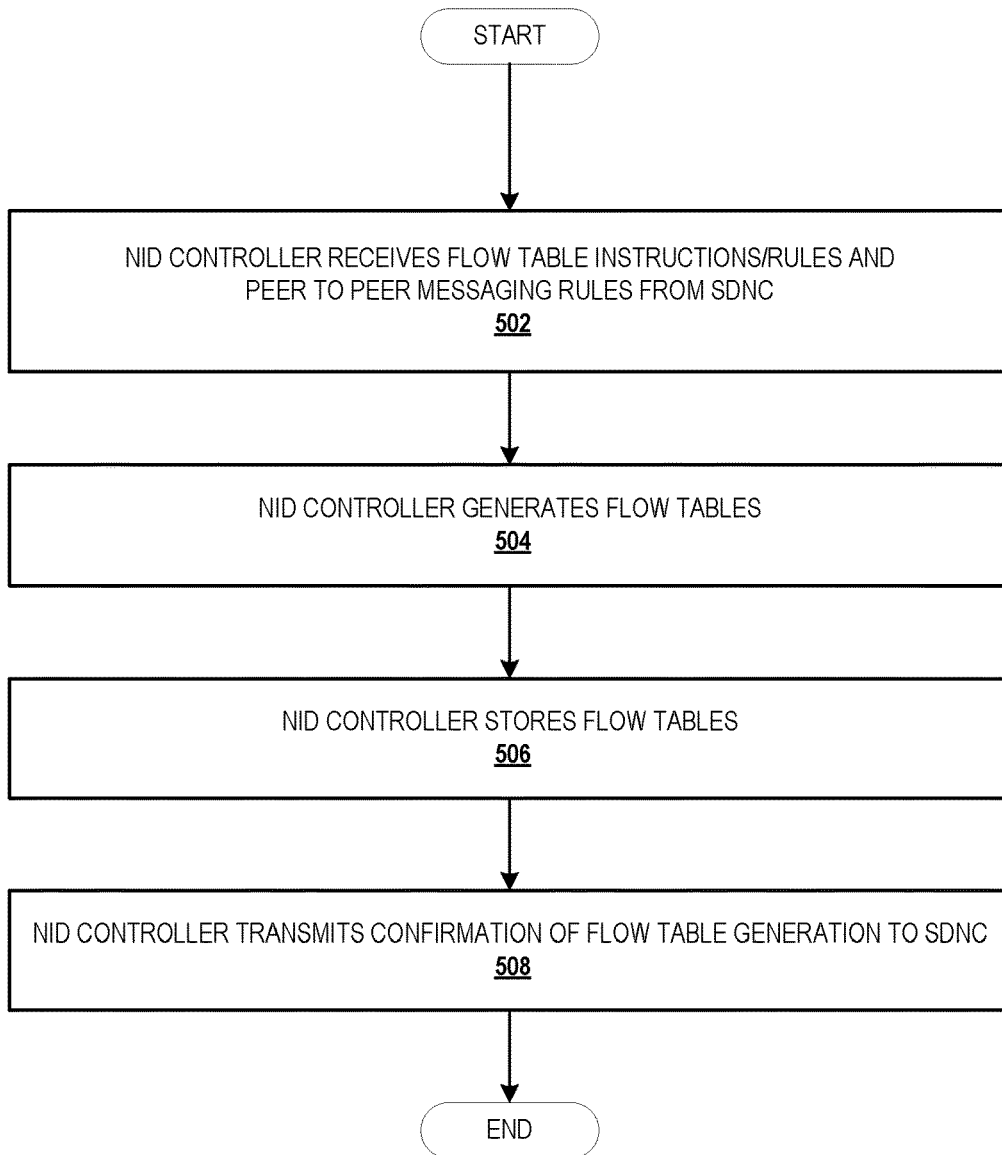 START
NID CONTROLLER RECEIVES FLOW TABLE INSTRUCTIONS/RULES AND
PEER TO PEER MESSAGING RULES FROM SDNC
502
NID CONTROLLER GENERATES FLOW TABLES
504
NID CONTROLLER STORES FLOW TABLES
506
NID CONTROLLER TRANSMITS CONFIRMATION OF FLOW TABLE GENERATION TO SDNC
508
END